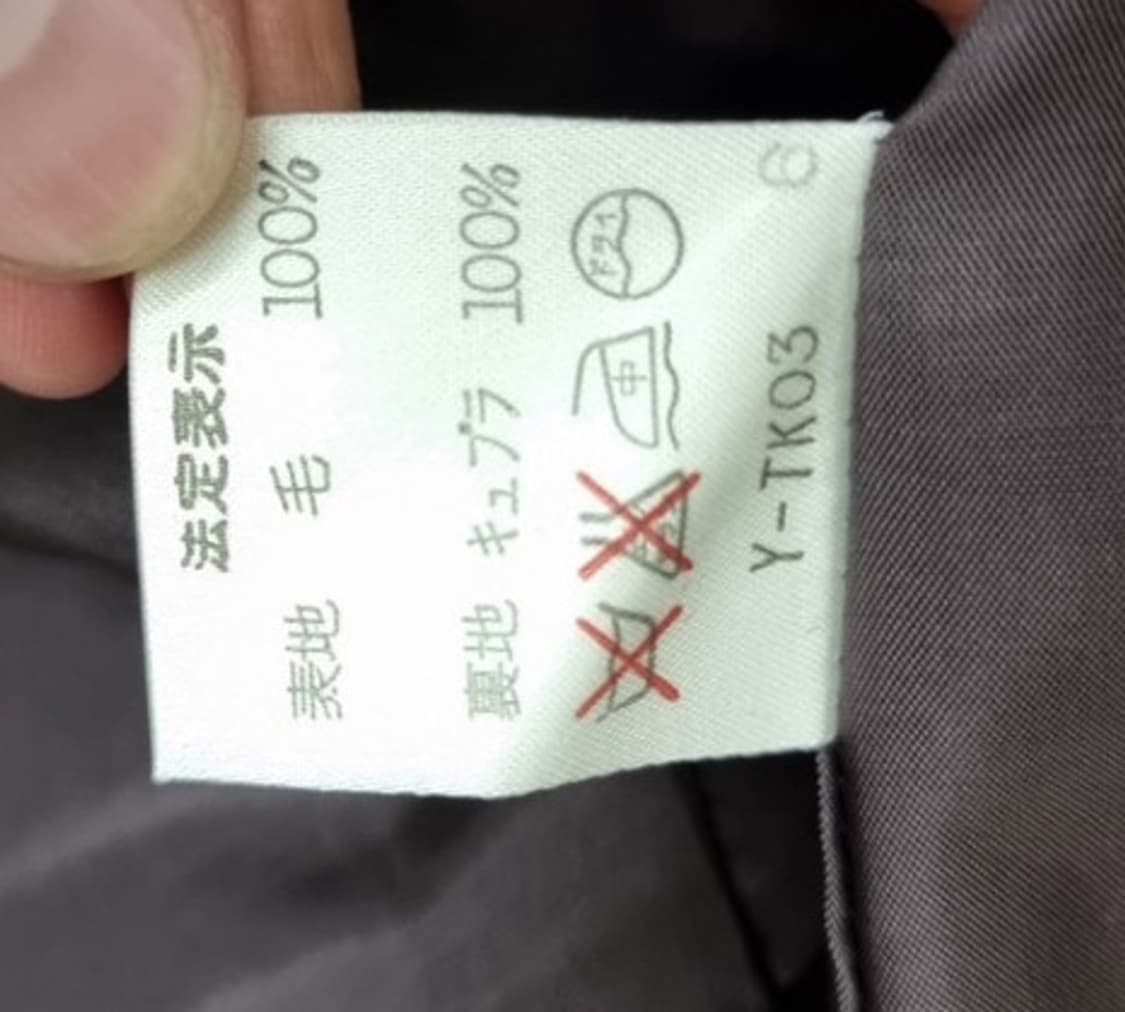 法定表示
表地 毛 100%
裏地 キュプラ 100%
中 ドライ
Y-TK03 6